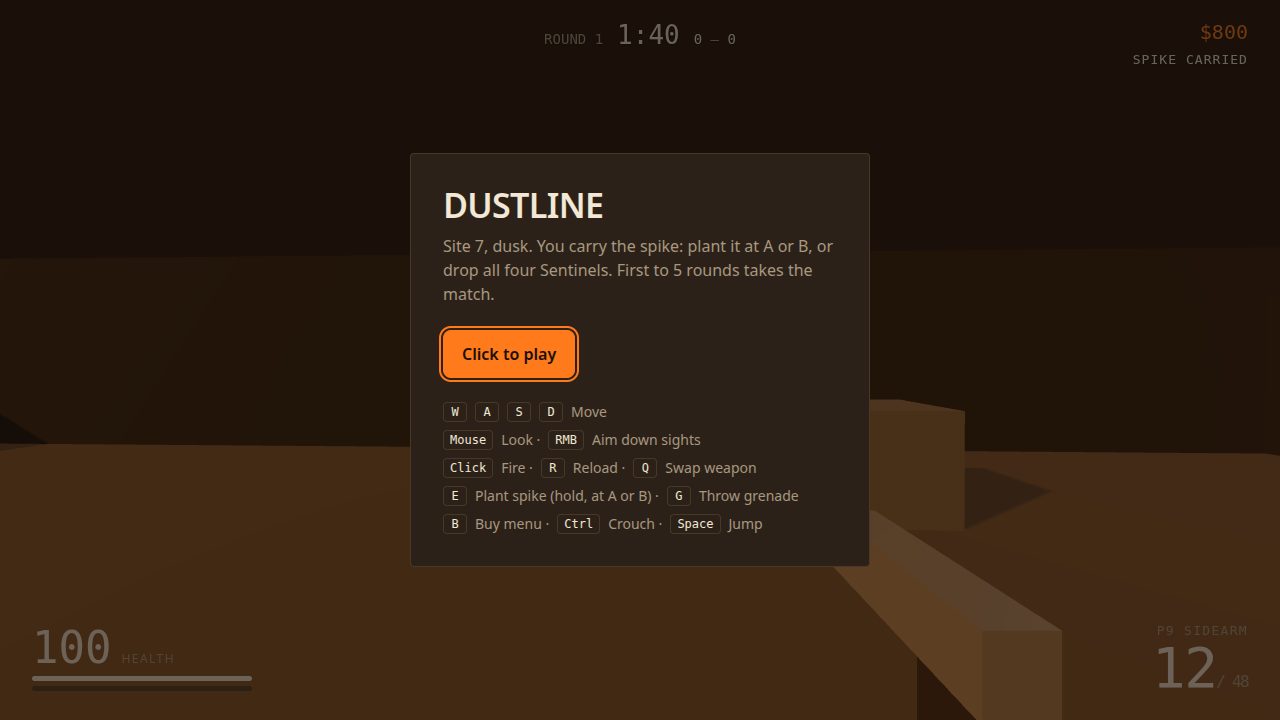 ROUND 1 1:40 0 — 0
$800
SPIKE CARRIED
DUSTLINE
Site 7, dusk. You carry the spike: plant it at A or B, or
drop all four Sentinels. First to 5 rounds takes the
match.
Click to play
W A S D Move
Mouse Look · RMB Aim down sights
Click Fire · R Reload · Q Swap weapon
E Plant spike (hold, at A or B) · G Throw grenade
B Buy menu · Ctrl Crouch · Space Jump
100 HEALTH
P9 SIDEARM
12 / 48